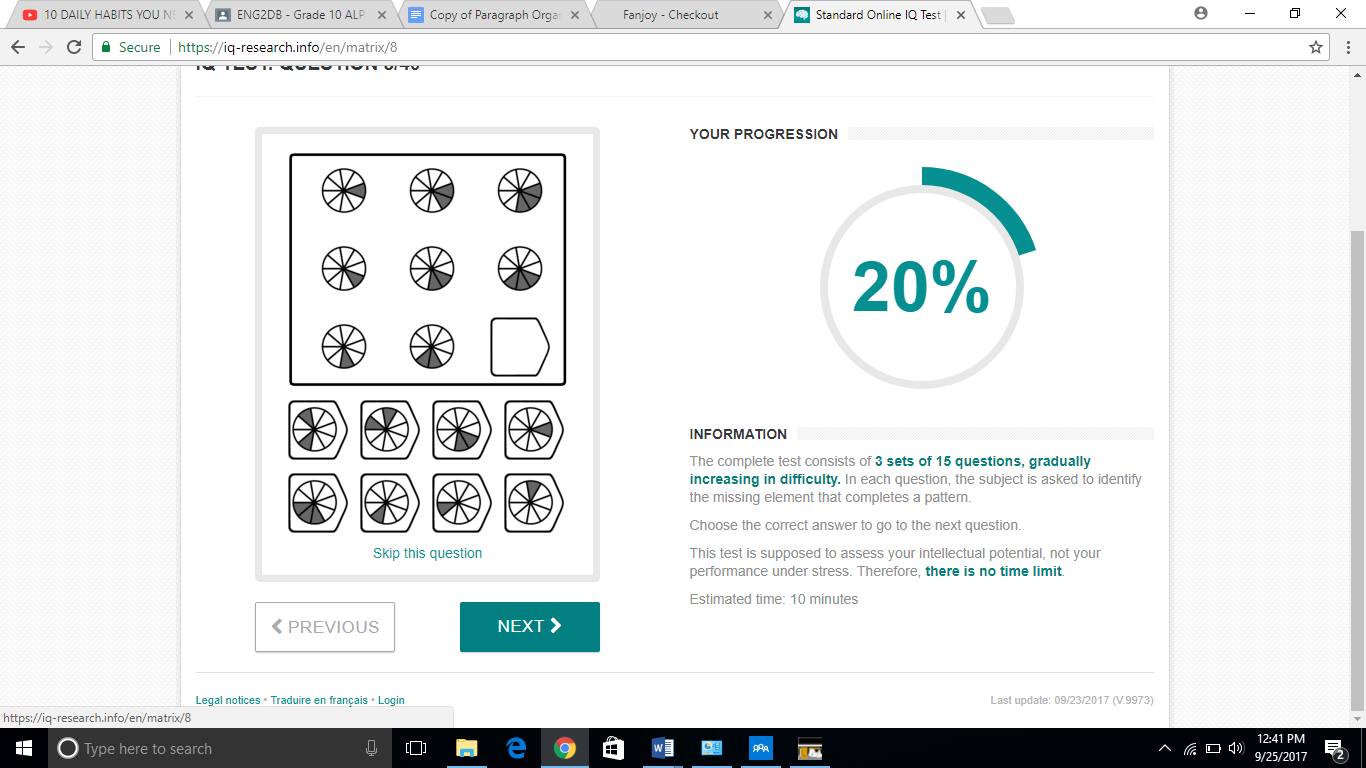 10 DAILY HABITS YOU NE
ENG2DB - Grade 10 ALP
Copy of Paragraph Organ
Fanjoy - Checkout
Standard Online IQ Test |
Secure
https://iq-research.info/en/matrix/8
IQ TEST: QUESTION 8/40
YOUR PROGRESSION
20%
Skip this question
PREVIOUS
NEXT
INFORMATION
The complete test consists of 3 sets of 15 questions, gradually
increasing in difficulty. In each question, the subject is asked to identify
the missing element that completes a pattern.
Choose the correct answer to go to the next question.
This test is supposed to assess your intellectual potential, not your
performance under stress. Therefore, there is no time limit.
Estimated time: 10 minutes
Legal notices • Traduire en français • Login
Last update: 09/23/2017 (V.9973)
https://iq-research.info/en/matrix/8
Type here to search
12:41 PM
9/25/2017
2